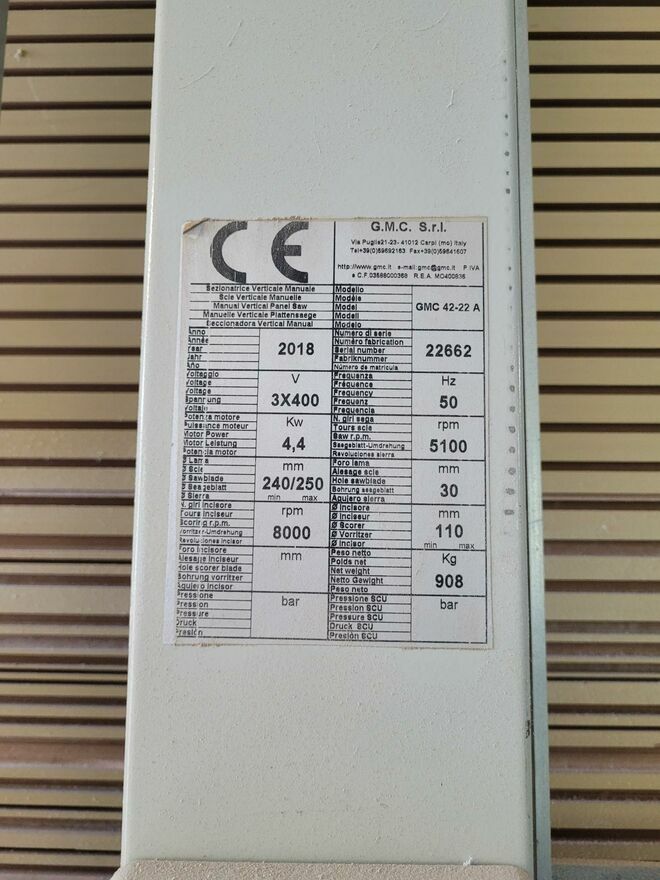 CE
G.M.C. S.r.l.
Via Puglie21-23- 41012 Carpi (mo) Italy
Tel+39(0)59692163 Fax+39(0)59641607
http://www.gmc.it e-mail:gmc@gmc.it P IVA
e C.F.03588000368 R.E.A. MO400836
Sezionatrice Verticale Manuale
Scie Verticale Manuelle
Manual Vertical Panel Saw
Manuelle Vertikale Plattensaege
Seccionadora Vertical Manual
Modello
Modèle
Model
Modell
Modelo
GMC 42-22 A
Anno
Année
Year
Jahr
Año
2018
Numero di serie
Numéro fabrication
Serial number
Fabriknummer
Número de matrícula
22662
Voltaggio
Voltage
Voltage
Spannung
Voltaje
V
3X400
Frequenza
Fréquence
Frequency
Frequenz
Frequencia
Hz
50
Potenza motore
Puissance moteur
Motor Power
Motor Leistung
Potencia motor
Kw
4,4
N. giri sega
Tours scie
Saw r.p.m.
Saegeblatt-Umdrehung
Revoluciones sierra
rpm
5100
Ø Lama
Ø Scie
Ø Sawblade
Ø Seageblatt
Ø Sierra
mm
240/250
min max
Foro lama
Alesage scie
Hole sawblade
Bohrung seageblatt
Agujero sierra
mm
30
N. giri incisore
Tours inciseur
Scoring r.p.m.
Vorritzer-Umdrehung
Revoluciones incisor
rpm
8000
Ø Incisore
Ø Inciseur
Ø Scorer
Ø Vorritzer
Ø Incisor
mm
110
min max
Foro incisore
Alesage inciseur
Hole scorer blade
Bohrung vorritzer
Agujero incisor
mm
Peso netto
Poids net
Net weight
Netto Gewight
Peso neto
Kg
908
Pressione
Pression
Pressure
Druck
Presión
bar
Pressione SCU
Pression SCU
Pressure SCU
Druck SCU
Presión SCU
bar